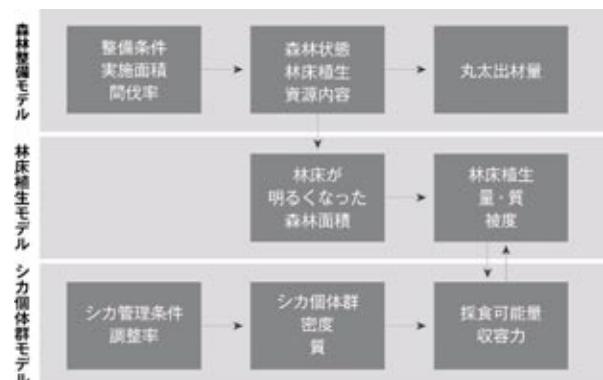 森林整備モデル
整備条件
実施面積
間伐率
森林状態
林床植生
資源内容
丸太出材量
林床植生モデル
林床が
明るくなった
森林面積
林床植生
量・質
被度
シカ個体群モデル
シカ管理条件
調整率
シカ個体群
密度
質
採食可能量
収容力